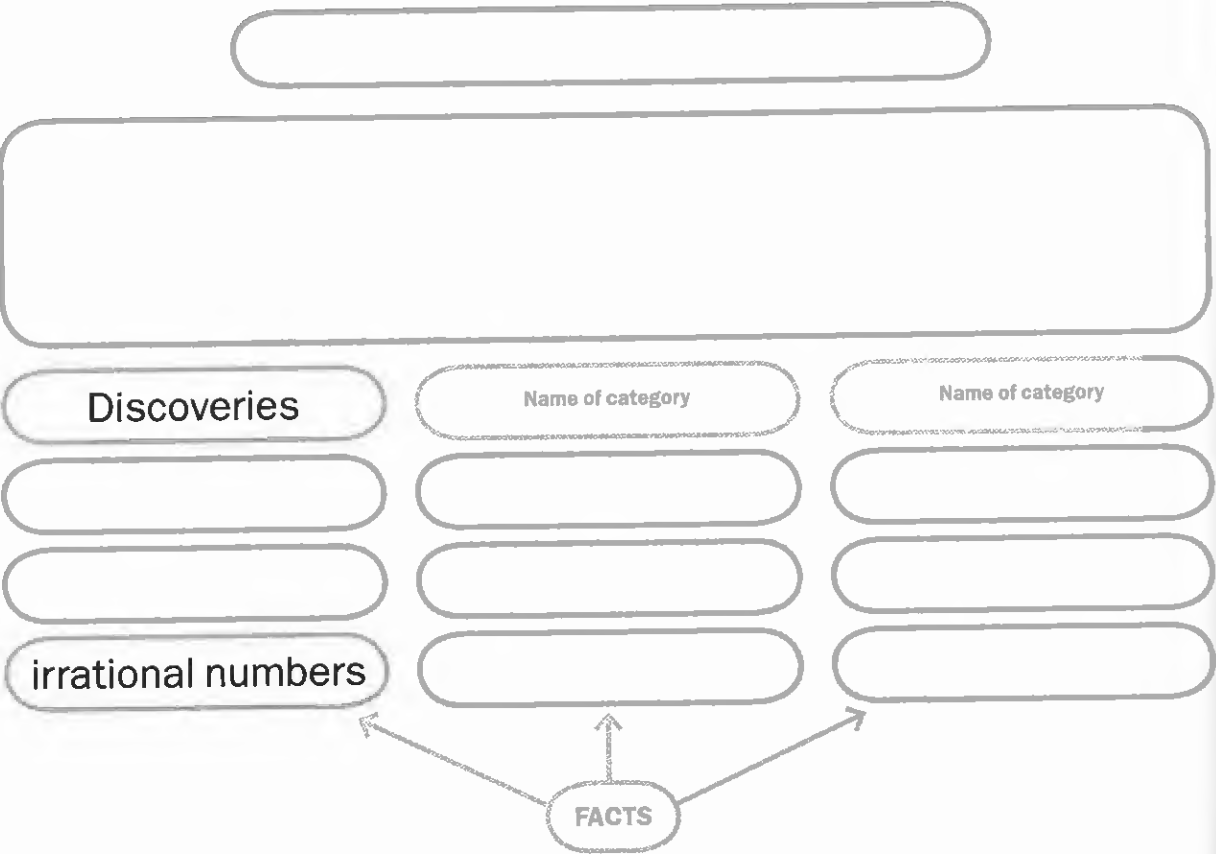 Discoveries
Name of category
Name of category
irrational numbers
FACTS